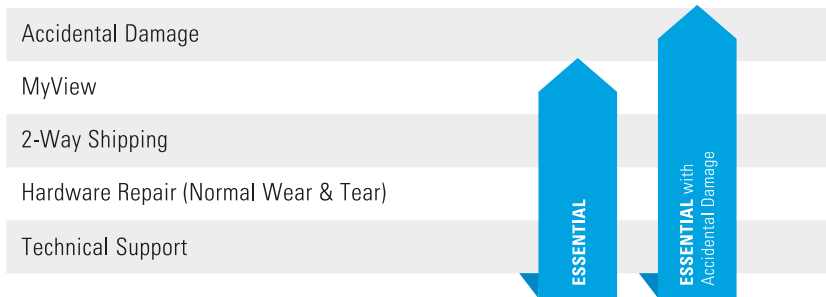 Accidental Damage
MyView
2-Way Shipping
Hardware Repair (Normal Wear & Tear)
Technical Support
ESSENTIAL
ESSENTIAL with
Accidental Damage